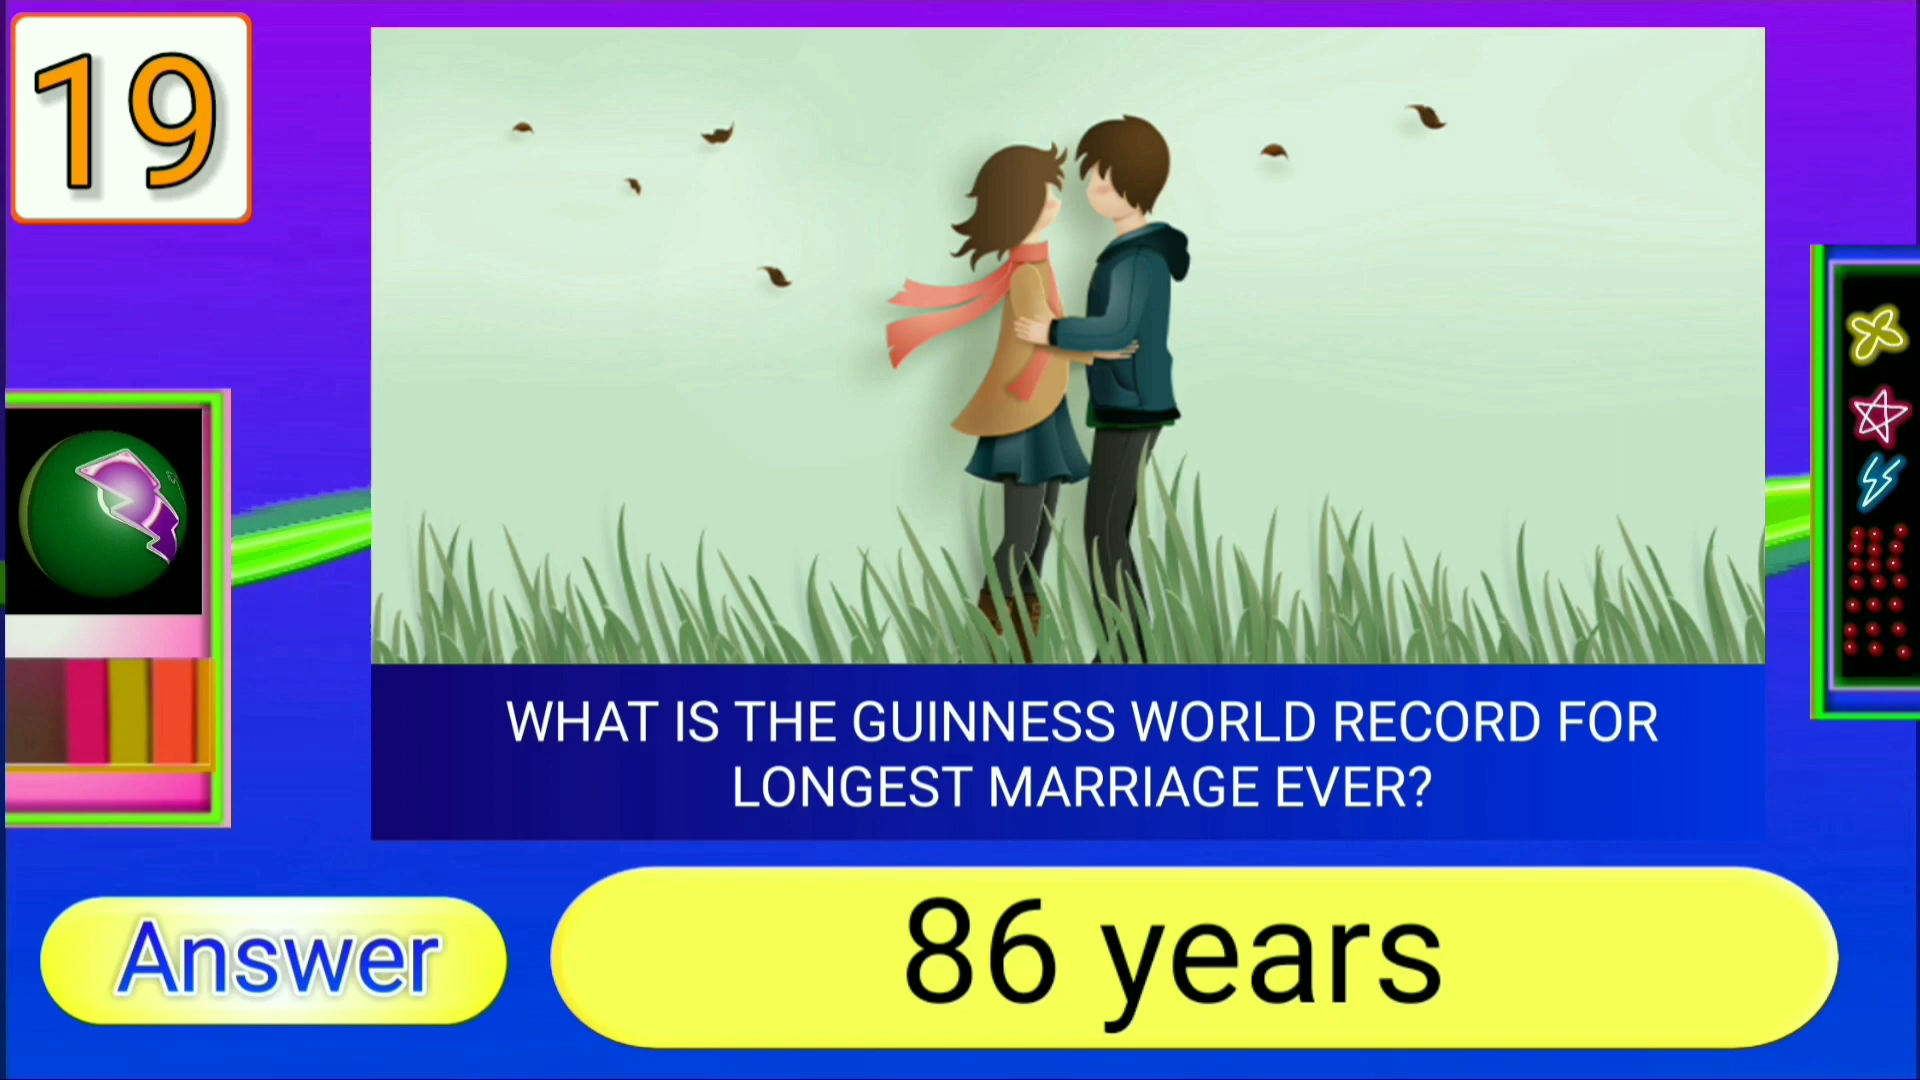 19
WHAT IS THE GUINNESS WORLD RECORD FOR
LONGEST MARRIAGE EVER?
Answer
86 years